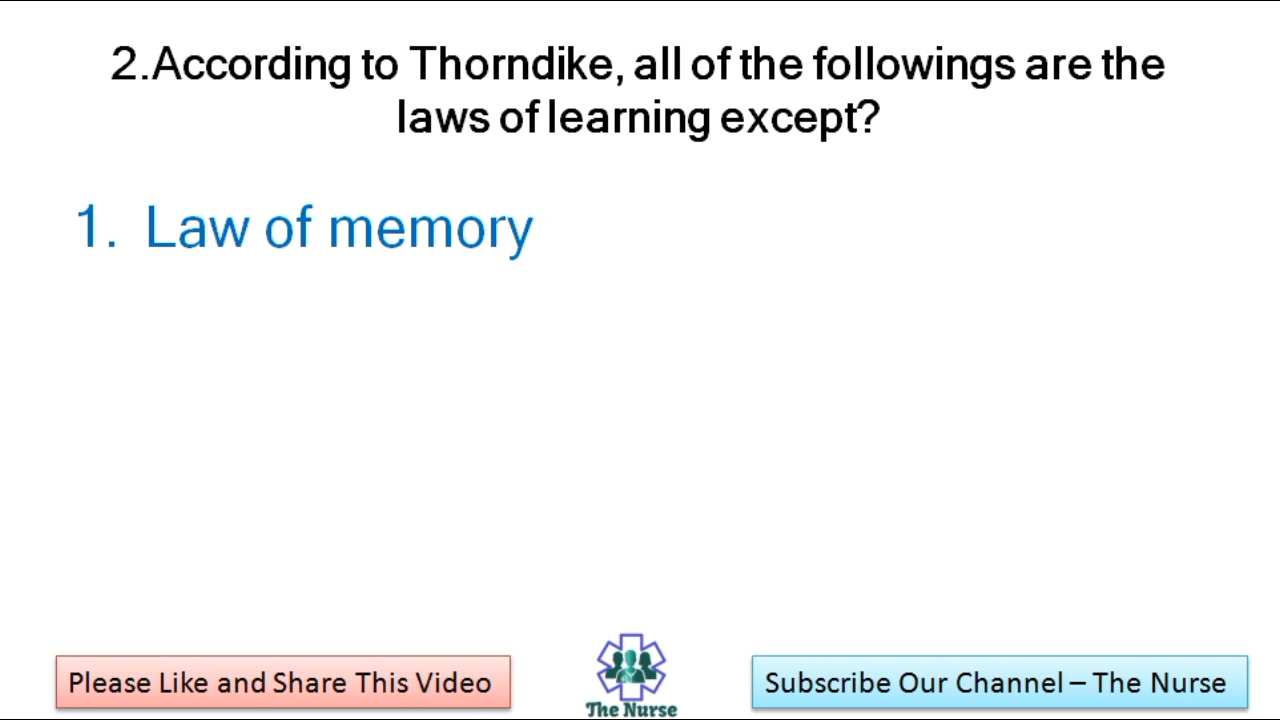 2.According to Thorndike, all of the followings are the
laws of learning except?
1. Law of memory
Please Like and Share This Video
The Nurse
Subscribe Our Channel – The Nurse